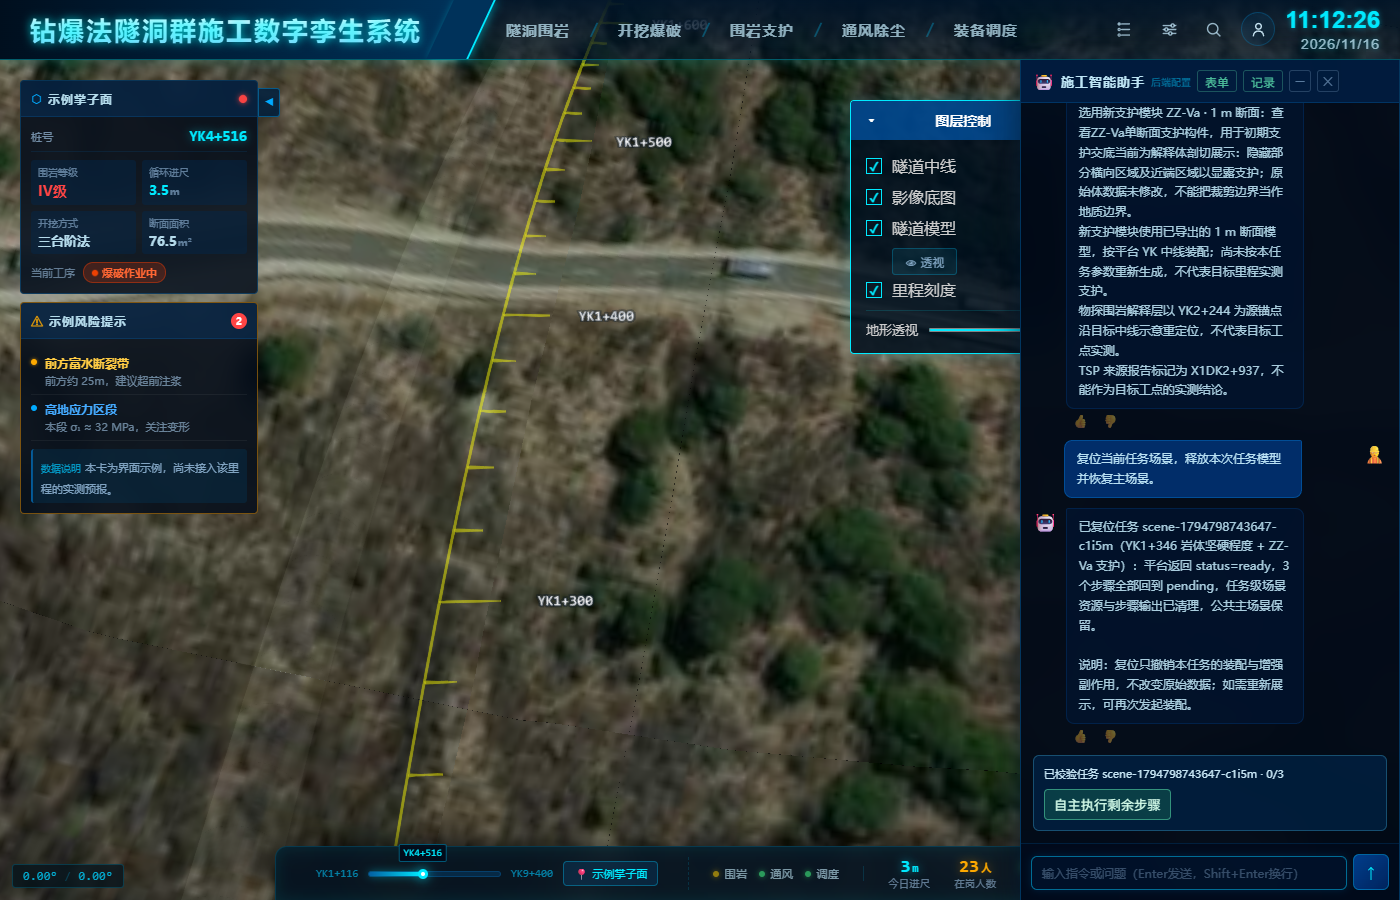 钻爆法隧洞群施工数字孪生系统
隧洞围岩 / 开挖爆破 / 围岩支护 / 通风除尘 / 装备调度
11:12:26
2026/11/16
示例掌子面
桩号 YK4+516
围岩等级 循环进尺
IV级 3.5m
开挖方式 断面面积
三台阶法 76.5m²
当前工序 爆破作业中
示例风险提示 2
前方富水断裂带
前方约 25m，建议超前注浆
高地应力区段
本段 σ₁ ≈ 32 MPa，关注变形
数据说明 本卡为界面示例，尚未接入该里
程的实测预报。
YK1+500
YK1+400
YK1+300
图层控制
隧道中线
影像底图
隧道模型
透视
里程刻度
地形透视
施工智能助手 后端配置 表单 记录
选用新支护模块 ZZ-Va · 1 m 断面：查
看ZZ-Va单断面支护构件，用于初期支
护交底当前为解释体剖切展示：隐藏部
分横向区域及近端区域以显露支护；原
始体数据未修改，不能把裁剪边界当作
地质边界。
新支护模块使用已导出的 1 m 断面模
型，按平台 YK 中线装配；尚未按本任
务参数重新生成，不代表目标里程实测
支护。
物探围岩解释层以 YK2+244 为源锚点
沿目标中线示意重定位，不代表目标工
点实测。
TSP 来源报告标记为 X1DK2+937，不
能作为目标工点的实测结论。
复位当前任务场景，释放本次任务模型
并恢复主场景。
已复位任务 scene-1794798743647-
c1i5m（YK1+346 岩体坚硬程度 + ZZ-
Va 支护）：平台返回 status=ready，3
个步骤全部回到 pending，任务级场景
资源与步骤输出已清理，公共主场景保
留。
说明：复位只撤销本任务的装配与增强
副作用，不改变原始数据；如需重新展
示，可再次发起装配。
已校验任务 scene-1794798743647-c1i5m · 0/3
自主执行剩余步骤
输入指令或问题（Enter发送，Shift+Enter换行）
0.00° / 0.00°
YK4+516
YK1+116 YK9+400 示例掌子面
围岩 通风 调度
3m 23人
今日进尺 在岗人数